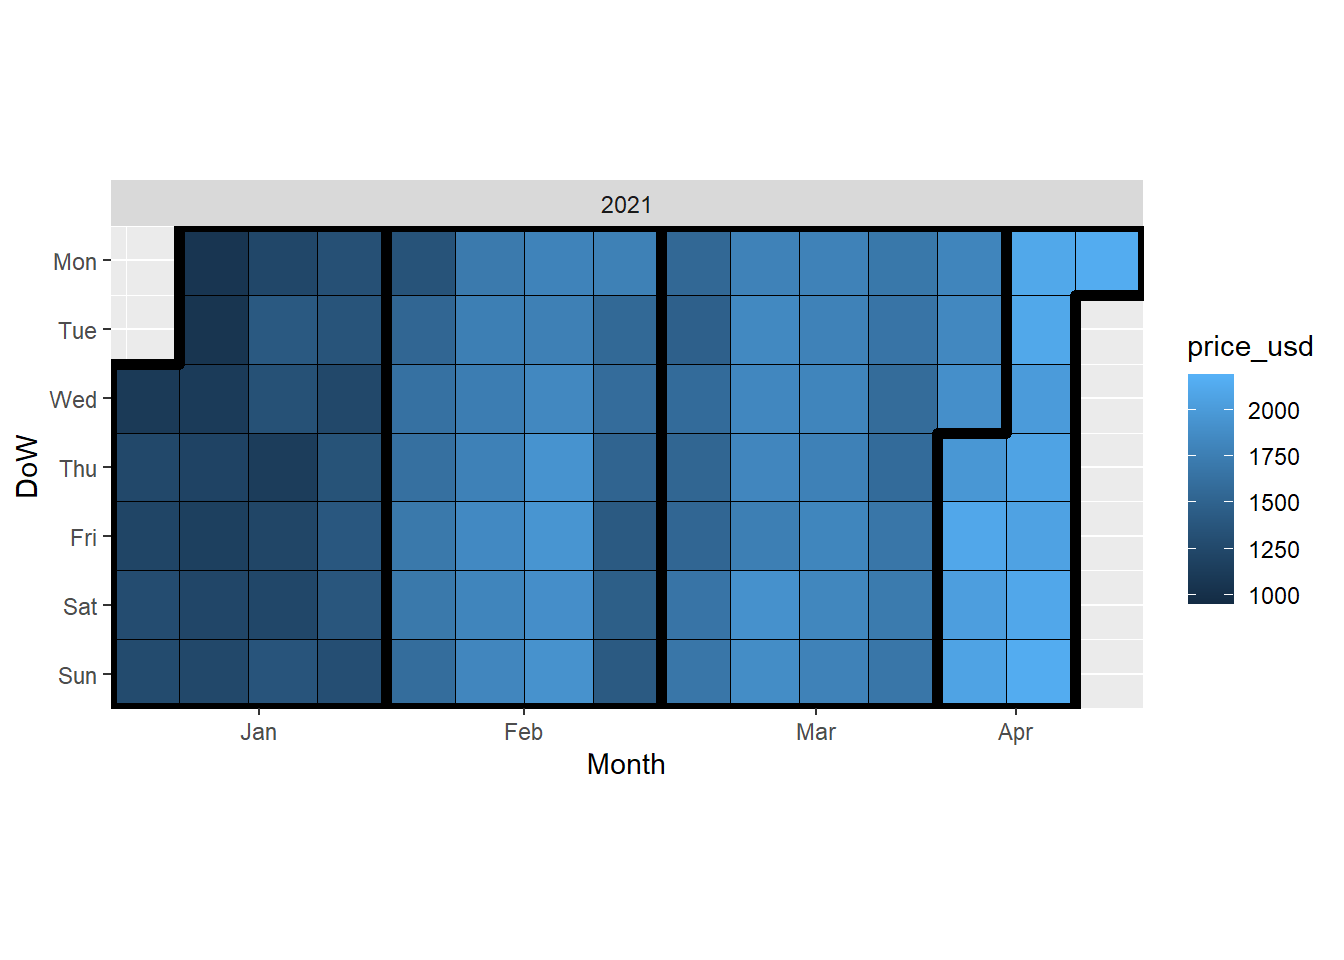 2021
Mon
Tue
Wed
Thu
Fri
Sat
Sun
DoW
Jan Feb Mar Apr
Month
price_usd
2000
1750
1500
1250
1000